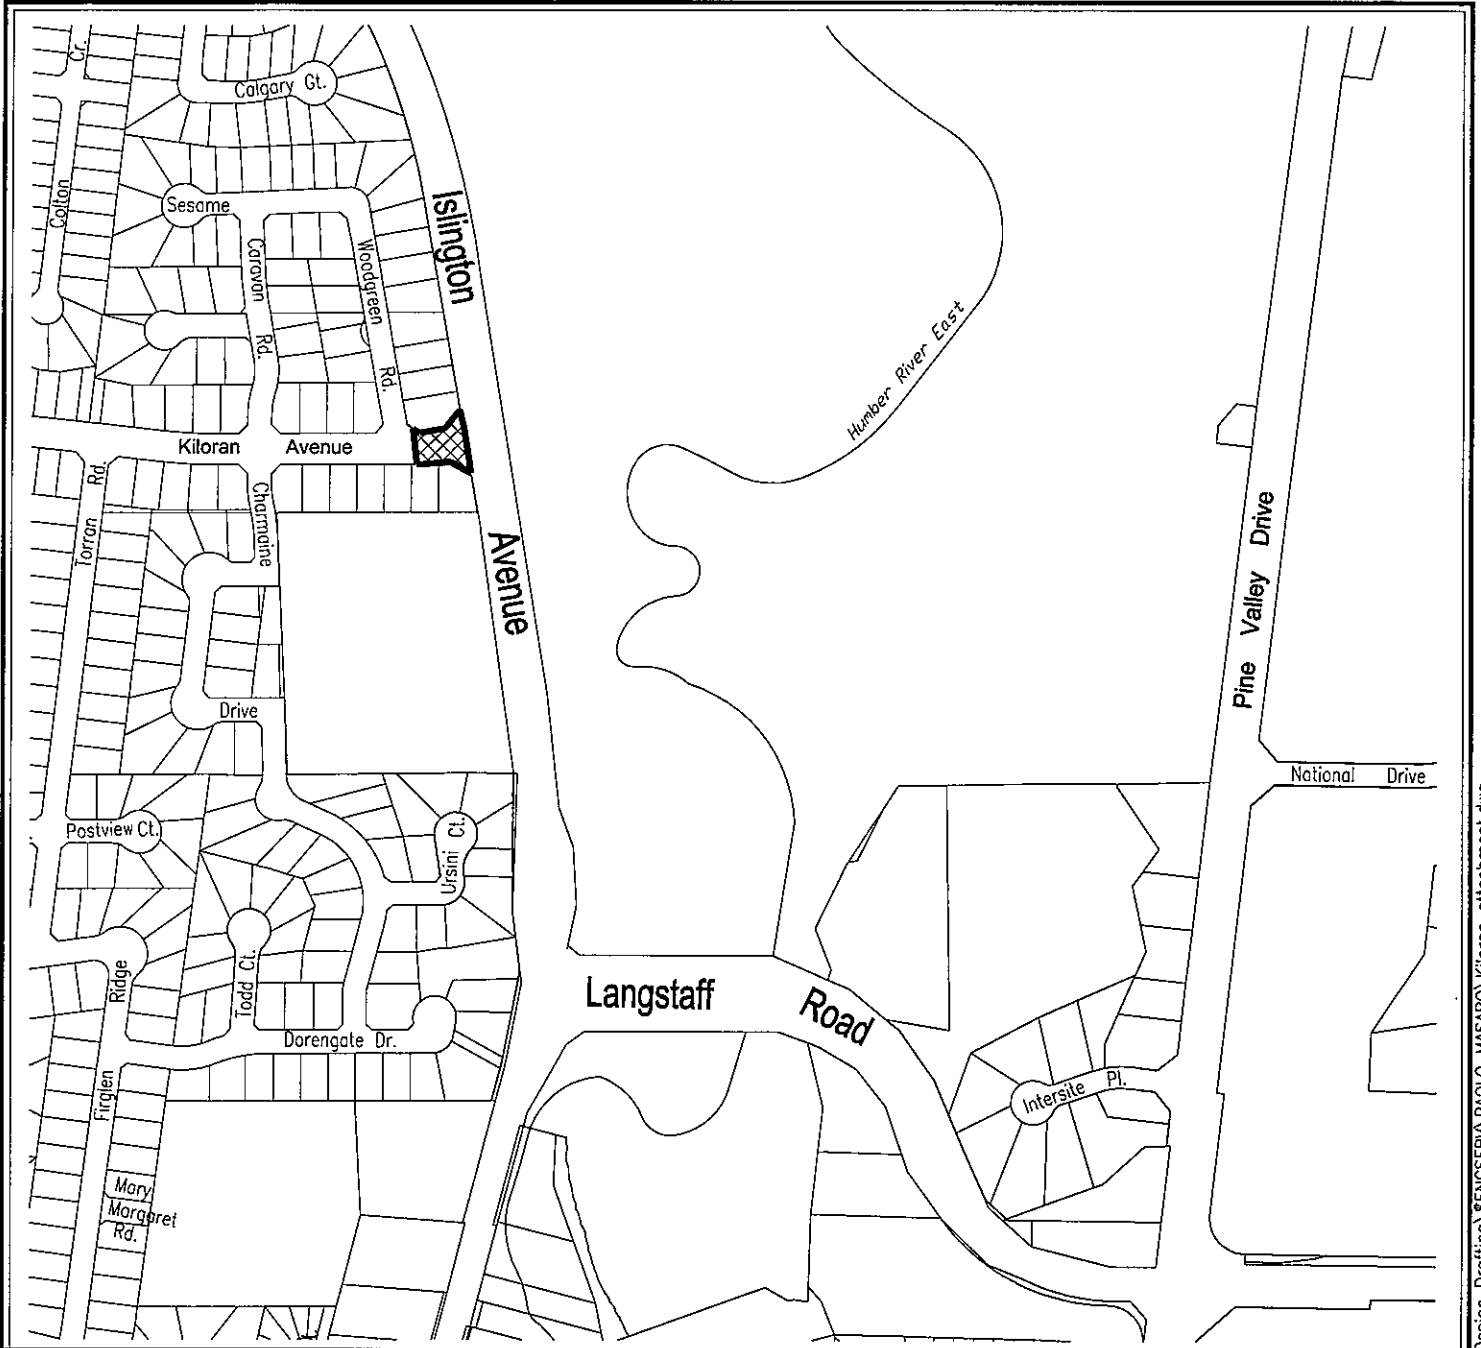 Cr.
Calgary Gt.
Colton
Sesame
Caravan
Rd.
Woodgreen
Rd.
Islington
Avenue
Humber River East
Kiloran Avenue
Torran Rd.
Charmaine
Drive
Pine Valley Drive
National Drive
Postview Ct.
Ursini Ct.
Ridge
Todd Ct.
Langstaff Road
Dorengate Dr.
Intersite Pl.
Firglen
Mary
Margaret
Rd.